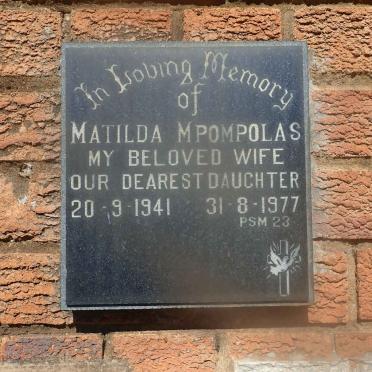 In Loving Memory
of
MATILDA MPOMPOLAS
MY BELOVED WIFE
OUR DEAREST DAUGHTER
20-9-1941 31-8-1977
PSM 23